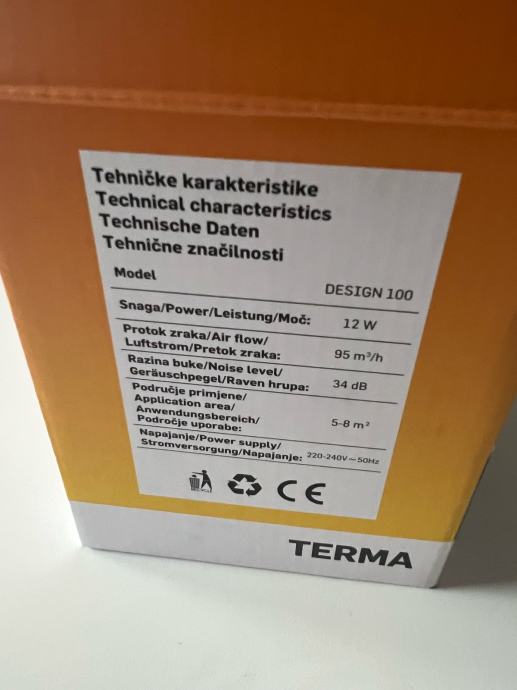 Tehničke karakteristike
Technical characteristics
Technische Daten
Tehnične značilnosti
Model DESIGN 100
Snaga/Power/Leistung/Moč: 12 W
Protok zraka/Air flow/
Luftstrom/Pretok zraka: 95 m³/h
Razina buke/Noise level/
Geräuschpegel/Raven hrupa: 34 dB
Područje primjene/
Application area/
Anwendungsbereich/
Področje uporabe: 5-8 m²
Napajanje/Power supply/
Stromversorgung/Napajanje: 220-240V~50Hz
CE
TERMA